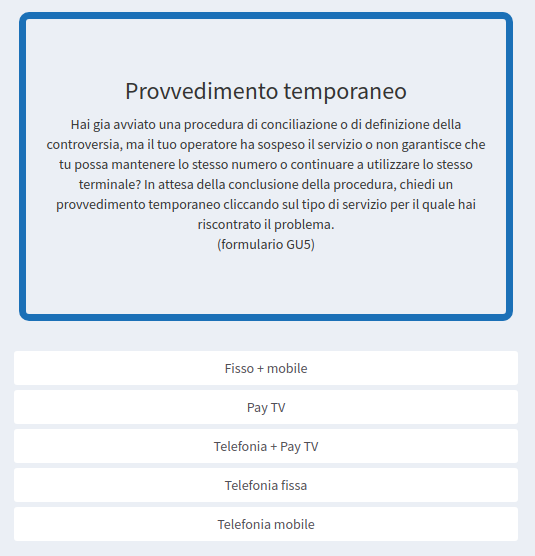 Provvedimento temporaneo
Hai gia avviato una procedura di conciliazione o di definizione della
controversia, ma il tuo operatore ha sospeso il servizio o non garantisce che
tu possa mantenere lo stesso numero o continuare a utilizzare lo stesso
terminale? In attesa della conclusione della procedura, chiedi un
provvedimento temporaneo cliccando sul tipo di servizio per il quale hai
riscontrato il problema.
(formulario GU5)
Fisso + mobile
Pay TV
Telefonia + Pay TV
Telefonia fissa
Telefonia mobile